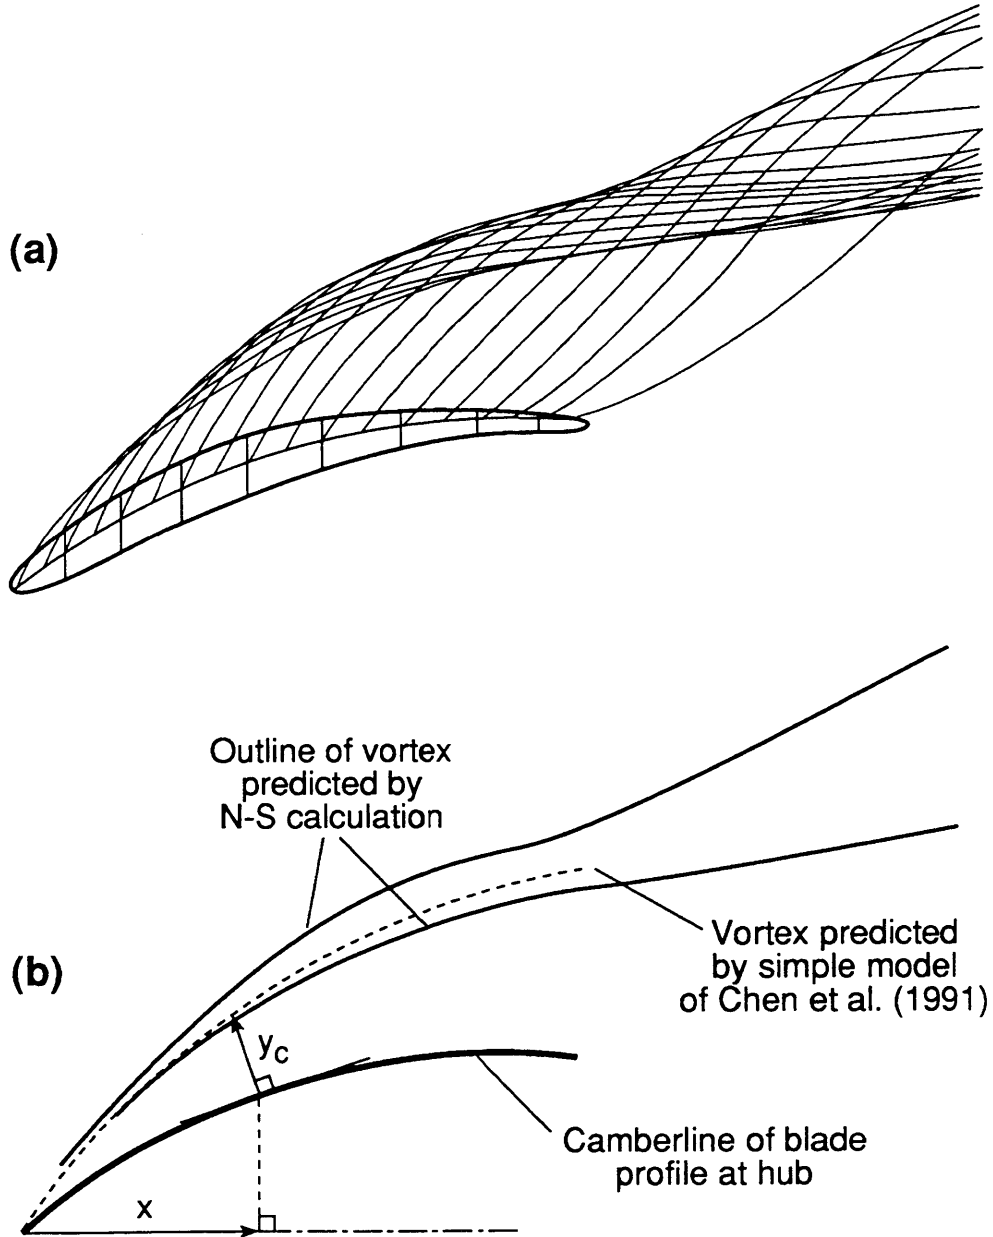 (a)
Outline of vortex
predicted by
N-S calculation
Vortex predicted
by simple model
of Chen et al. (1991)
(b)
y_c
Camberline of blade
profile at hub
x